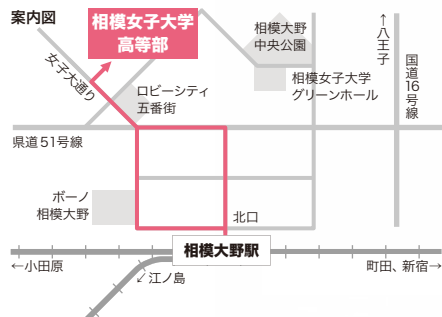 案内図
相模女子大学
高等部
女子大通り
ロビーシティ
五番街
相模大野
中央公園
相模女子大学
グリーンホール
←八王子
国道16号線
県道51号線
ボーノ
相模大野
北口
相模大野駅
←小田原
↙江ノ島
町田、新宿→